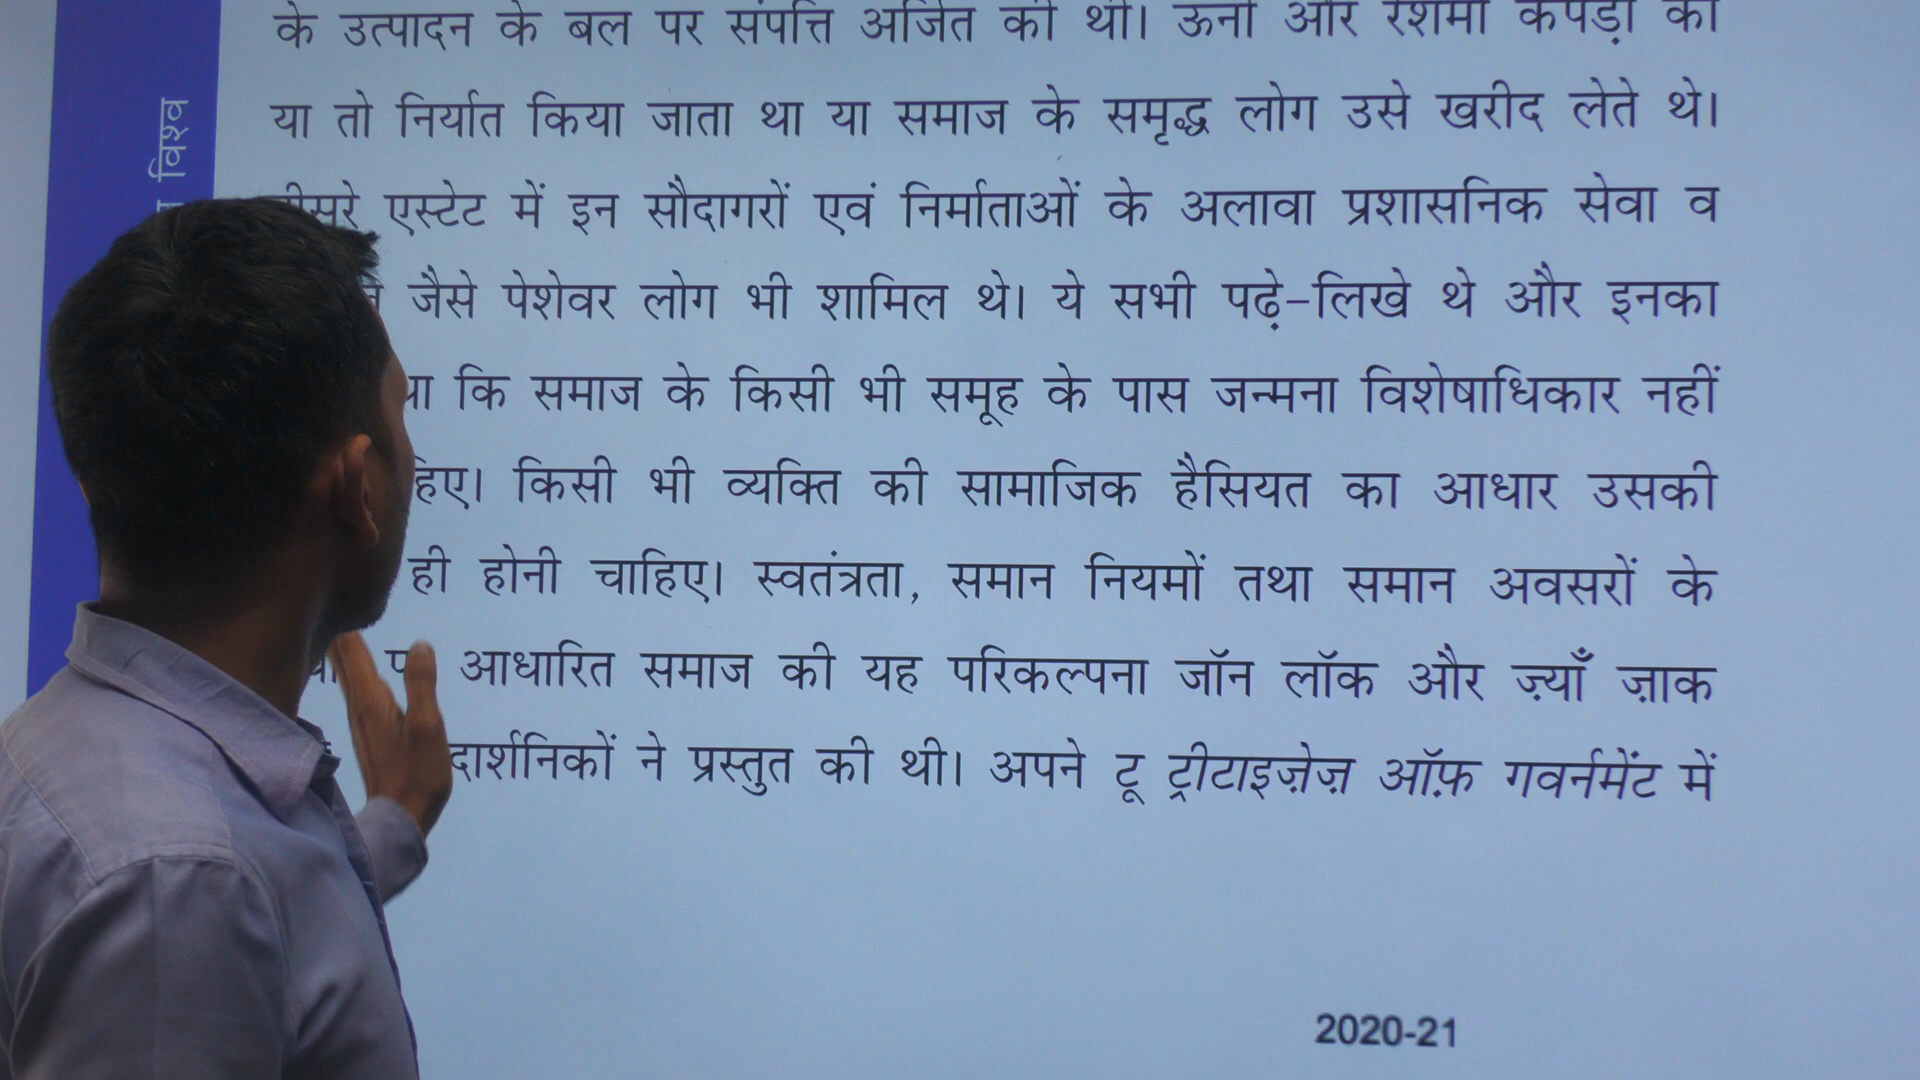 के उत्पादन के बल पर संपत्ति अर्जित की थी। ऊनी और रेशमी कपड़ों का
या तो निर्यात किया जाता था या समाज के समृद्ध लोग उसे खरीद लेते थे।
एस्टेट में इन सौदागरों एवं निर्माताओं के अलावा प्रशासनिक सेवा व
जैसे पेशेवर लोग भी शामिल थे। ये सभी पढ़े-लिखे थे और इनका
कि समाज के किसी भी समूह के पास जन्मना विशेषाधिकार नहीं
किसी भी व्यक्ति की सामाजिक हैसियत का आधार उसकी
ही होनी चाहिए। स्वतंत्रता, समान नियमों तथा समान अवसरों के
आधारित समाज की यह परिकल्पना जॉन लॉक और ज़्याँ ज़ाक
दार्शनिकों ने प्रस्तुत की थी। अपने टू ट्रीटाइज़ेज़ ऑफ़ गवर्नमेंट में
2020-21
विश्व